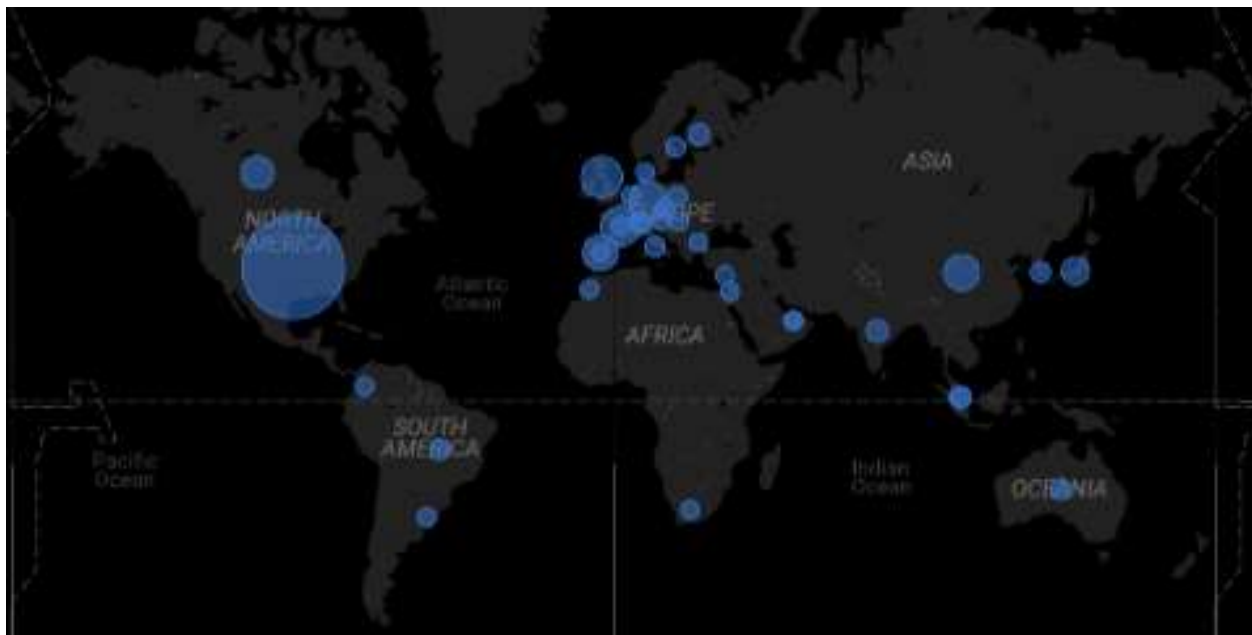 ASIA
NORTH
AMERICA
Atlantic
Ocean
AFRICA
SOUTH
AMERICA
Pacific
Ocean
Indian
Ocean
OCEANIA